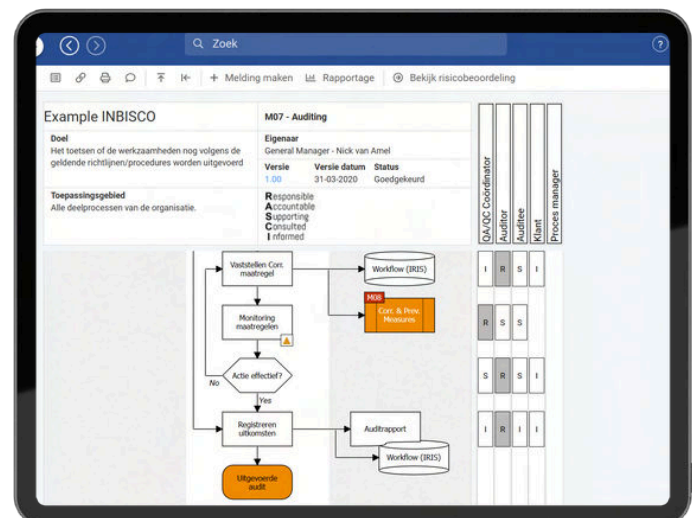 Zoek
?
+ Melding maken
Rapportage
Bekijk risicobeoordeling
Example INBISCO
M07 - Auditing
Doel
Het toetsen of de werkzaamheden nog volgens de
geldende richtlijnen/procedures worden uitgevoerd
Eigenaar
General Manager - Nick van Amel
Versie
Versie datum
Status
1.00
31-03-2020
Goedgekeurd
Toepassingsgebied
Alle deelprocessen van de organisatie.
Responsible
Accountable
Supporting
Consulted
Informed
QA/QC Coördinator
Auditor
Auditee
Klant
Proces manager
Vaststellen Corr.
maatregel
Workflow (IRIS)
I R S I
M08
Corr. & Prev.
Measures
Monitoring
maatregelen
R S S
Actie effectief?
No
Yes
S R S I
Registreren
uitkomsten
Auditrapport
Workflow (IRIS)
I R I I
Uitgevoerde
audit